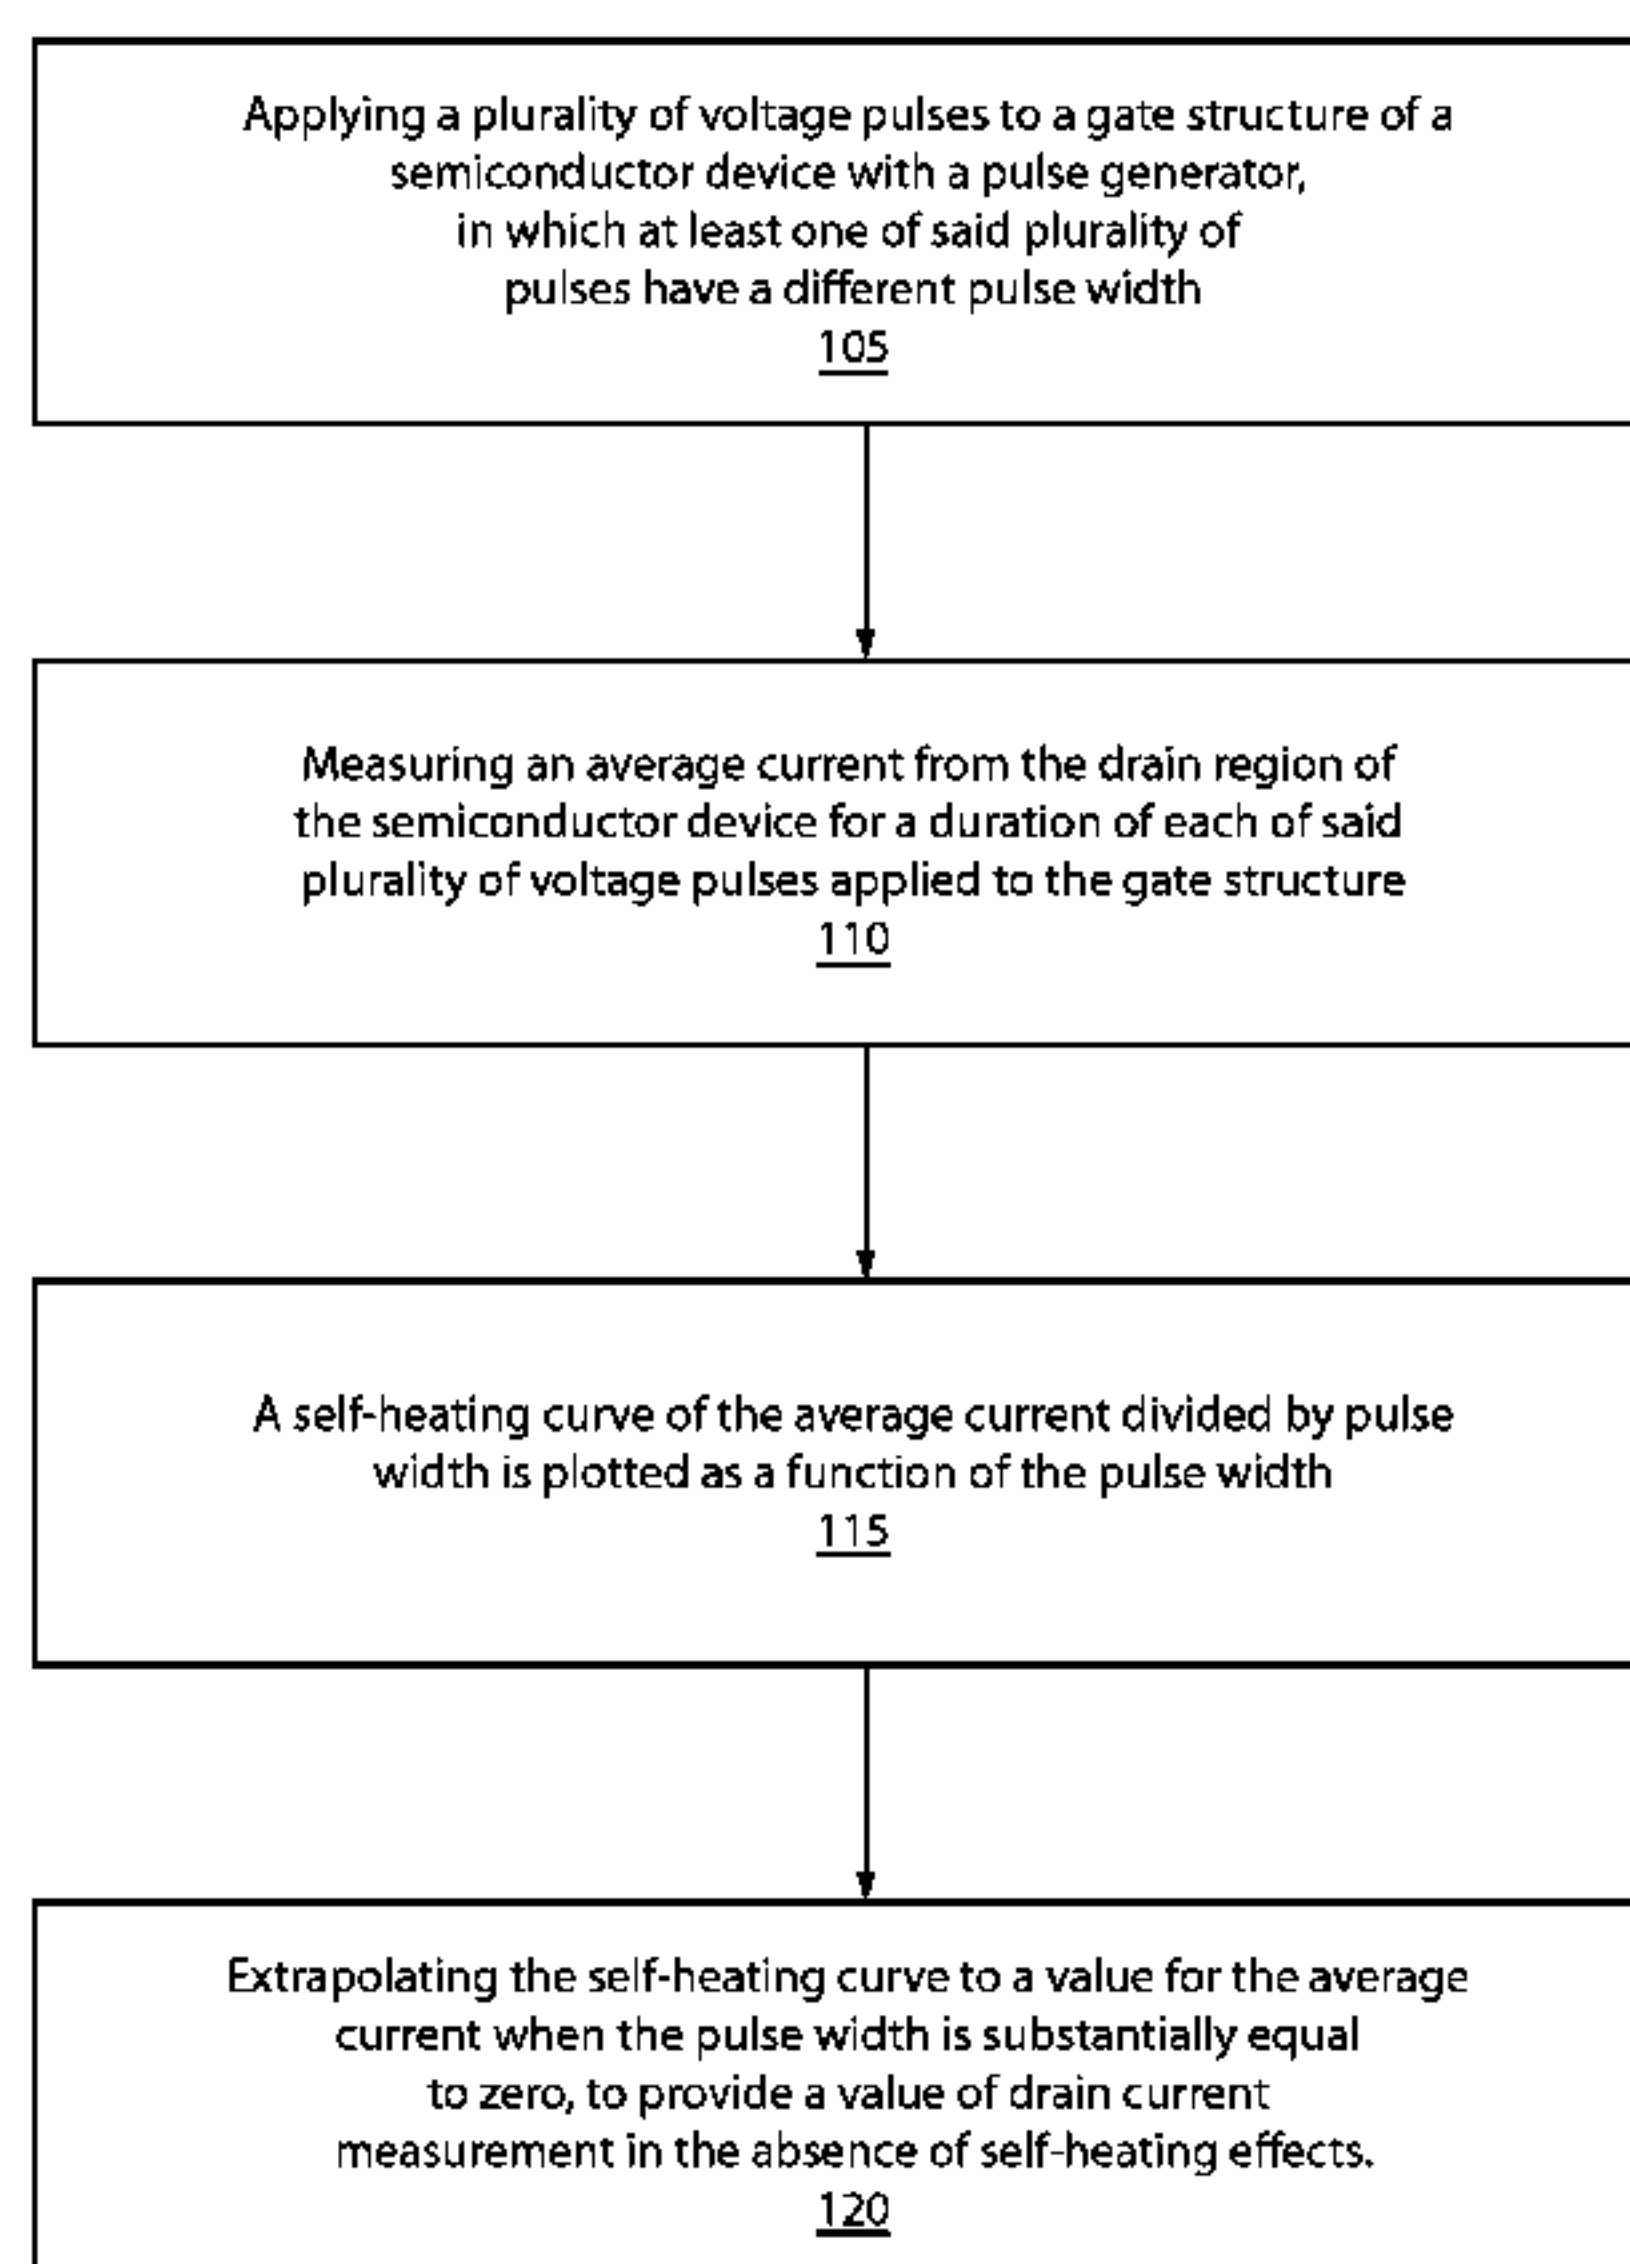 Applying a plurality of voltage pulses to a gate structure of a
semiconductor device with a pulse generator,
in which at least one of said plurality of
pulses have a different pulse width
105
Measuring an average current from the drain region of
the semiconductor device for a duration of each of said
plurality of voltage pulses applied to the gate structure
110
A self-heating curve of the average current divided by pulse
width is plotted as a function of the pulse width
115
Extrapolating the self-heating curve to a value for the average
current when the pulse width is substantially equal
to zero, to provide a value of drain current
measurement in the absence of self-heating effects.
120